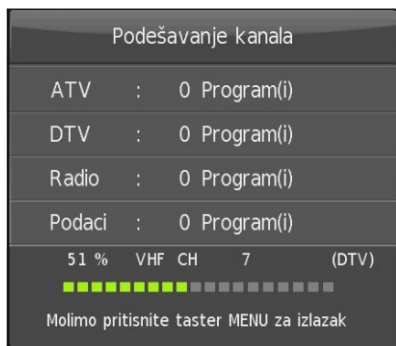 Podešavanje kanala
ATV : 0 Program(i)
DTV : 0 Program(i)
Radio : 0 Program(i)
Podaci : 0 Program(i)
51 % VHF CH 7 (DTV)
Molimo pritisnite taster MENU za izlazak